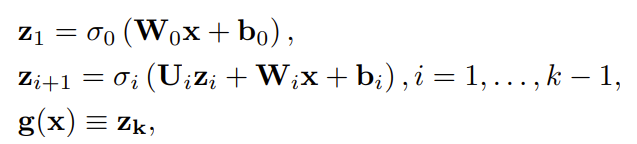 z₁ = σ₀ (W₀x + b₀) ,
zᵢ₊₁ = σᵢ (Uᵢzᵢ + Wᵢx + bᵢ) , i = 1, . . . , k − 1,
g(x) ≡ zₖ,